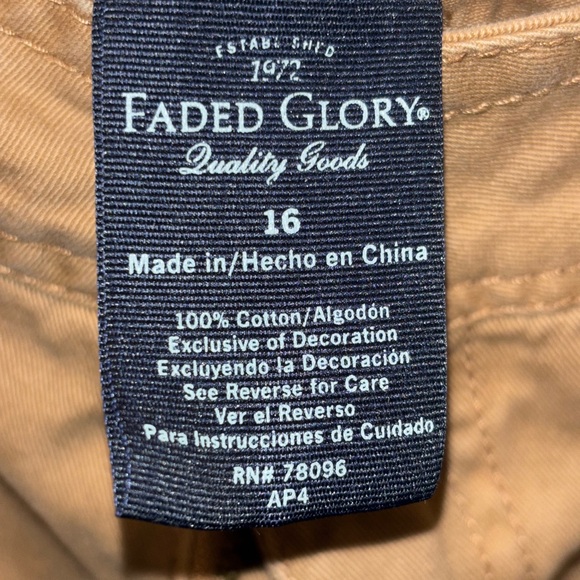 ESTABLISHED
1972
FADED GLORY®
Quality Goods
16
Made in/Hecho en China
100% Cotton/Algodón
Exclusive of Decoration
Excluyendo la Decoración
See Reverse for Care
Ver el Reverso
Para Instrucciones de Cuidado
RN# 78096
AP4